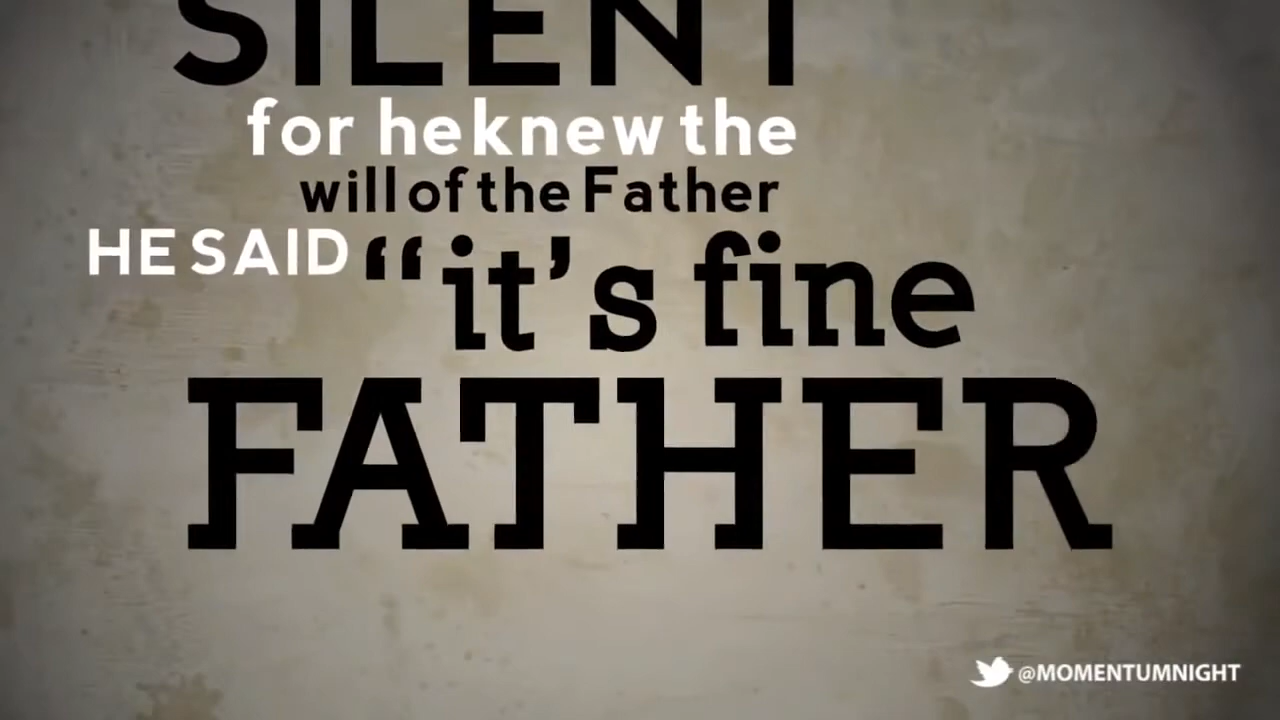 SILENT
for heknew the
will of the Father
HE SAID “it’s fine
FATHER
@MOMENTUMNIGHT